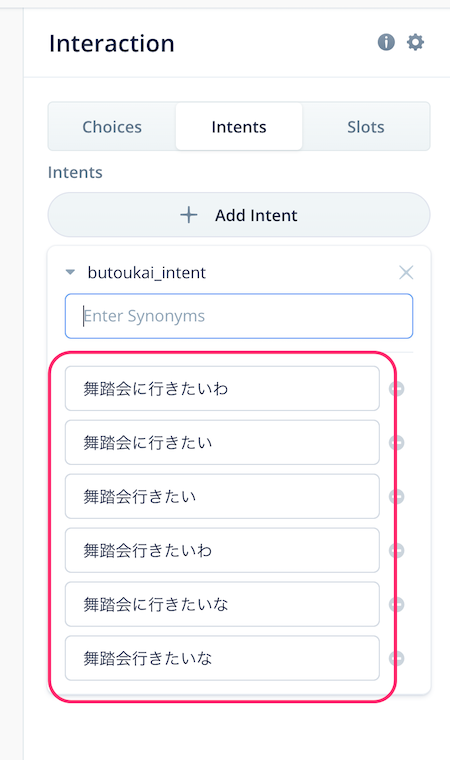 Interaction
Choices
Intents
Slots
Intents
Add Intent
butoukai_intent
Enter Synonyms
舞踏会に行きたいわ
舞踏会に行きたい
舞踏会行きたい
舞踏会行きたいわ
舞踏会に行きたいな
舞踏会行きたいな